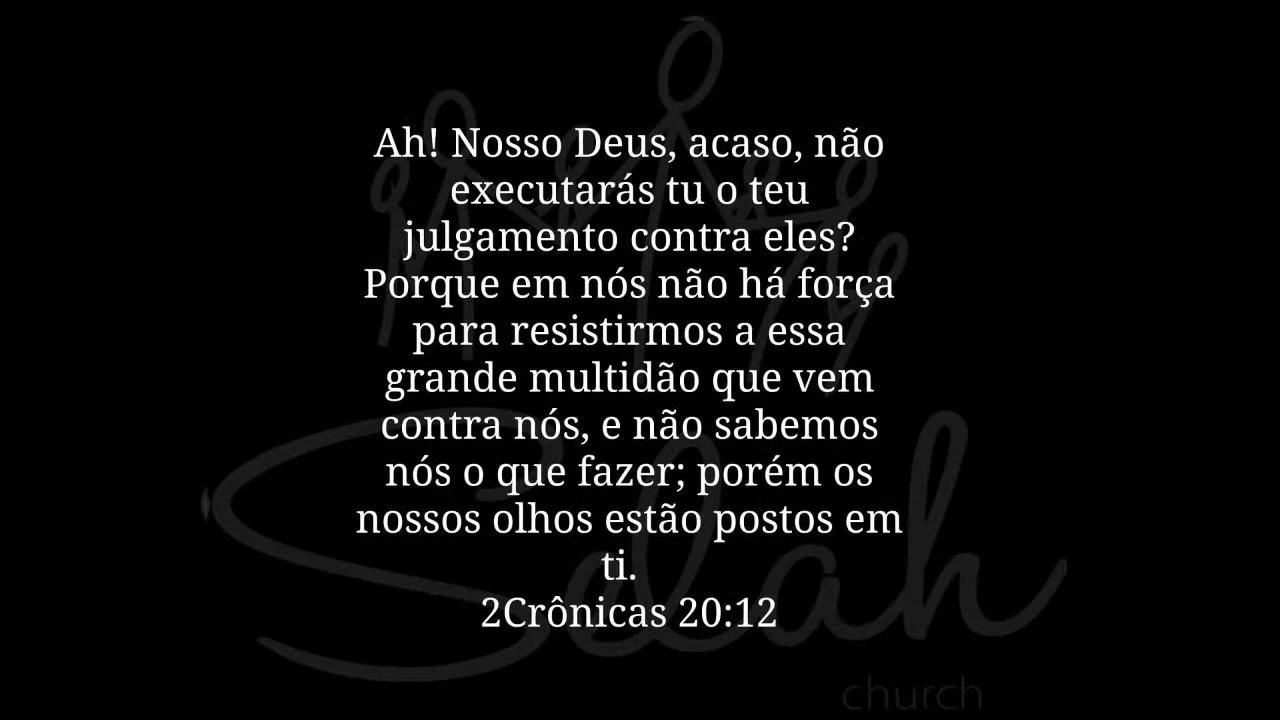 Ah! Nosso Deus, acaso, não
executarás tu o teu
julgamento contra eles?
Porque em nós não há força
para resistirmos a essa
grande multidão que vem
contra nós, e não sabemos
nós o que fazer; porém os
nossos olhos estão postos em
ti.
2Crônicas 20:12
Selah
church